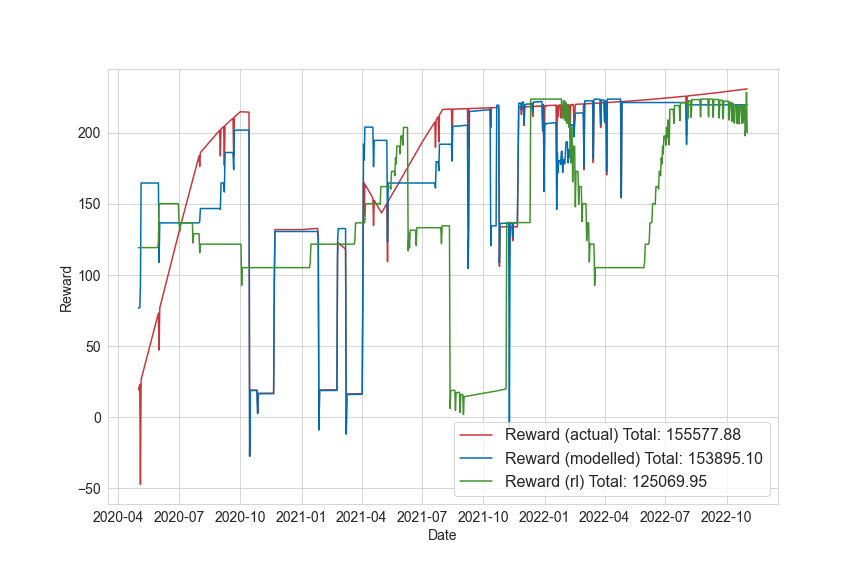 200
150
100
50
0
−50
Reward
2020-04 2020-07 2020-10 2021-01 2021-04 2021-07 2021-10 2022-01 2022-04 2022-07 2022-10
Date
Reward (actual) Total: 155577.88
Reward (modelled) Total: 153895.10
Reward (rl) Total: 125069.95